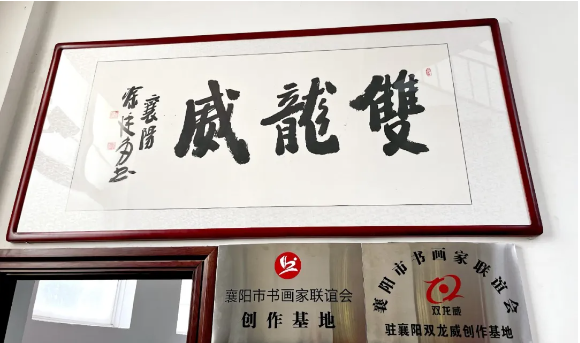 雙龍威
襄陽
襄阳市书画家联谊会
创作基地
襄阳市书画家联谊会
双龙威
驻襄阳双龙威创作基地